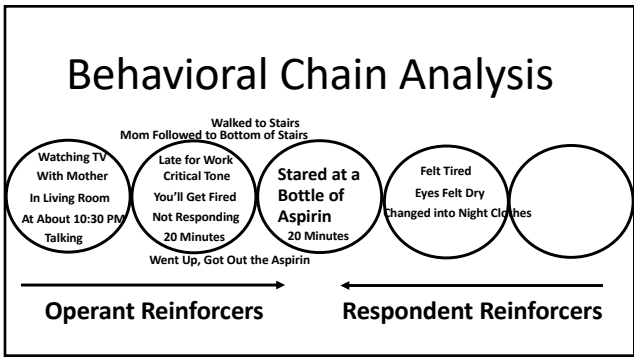 Behavioral Chain Analysis
Walked to Stairs
Mom Followed to Bottom of Stairs
Watching TV
With Mother
In Living Room
At About 10:30 PM
Talking
Late for Work
Critical Tone
You'll Get Fired
Not Responding
20 Minutes
Went Up, Got Out the Aspirin
Stared at a
Bottle of
Aspirin
20 Minutes
Felt Tired
Eyes Felt Dry
Changed into Night Clothes
Operant Reinforcers
Respondent Reinforcers